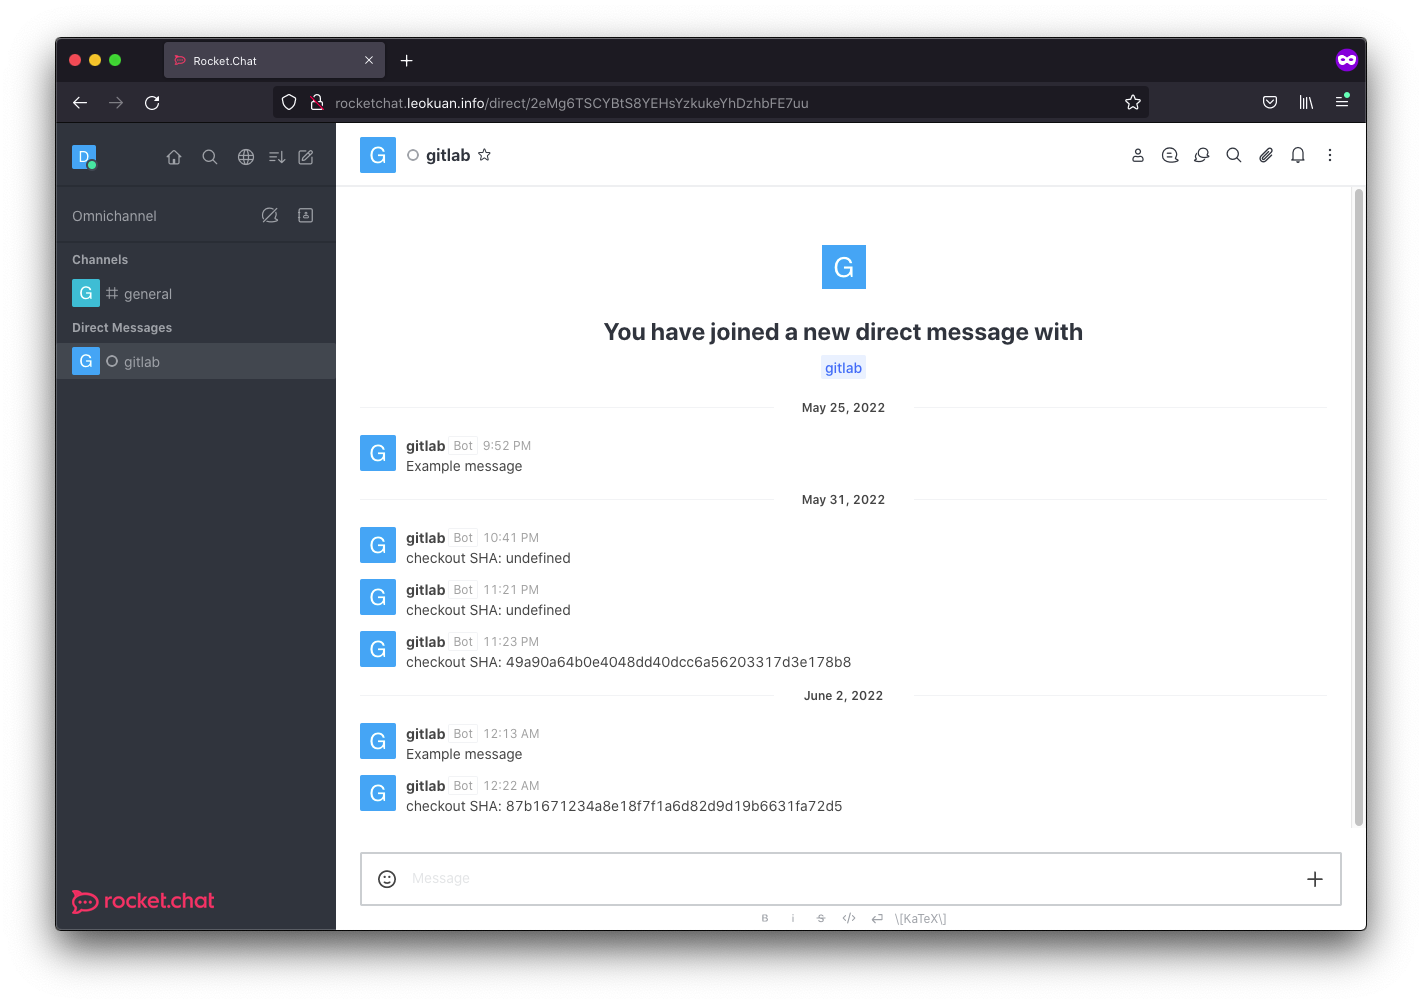 Rocket.Chat
rocketchat.leokuan.info/direct/2eMg6TSCYBtS8YEHsYzkukeYhDzhbFE7uu
D
G
gitlab
Omnichannel
Channels
G
general
Direct Messages
G
gitlab
G
You have joined a new direct message with
gitlab
May 25, 2022
G
gitlab Bot 9:52 PM
Example message
May 31, 2022
G
gitlab Bot 10:41 PM
checkout SHA: undefined
G
gitlab Bot 11:21 PM
checkout SHA: undefined
G
gitlab Bot 11:23 PM
checkout SHA: 49a90a64b0e4048dd40dcc6a56203317d3e178b8
June 2, 2022
G
gitlab Bot 12:13 AM
Example message
G
gitlab Bot 12:22 AM
checkout SHA: 87b1671234a8e18f7f1a6d82d9d19b6631fa72d5
Message
rocket.chat
B i S </> \[KaTeX\]